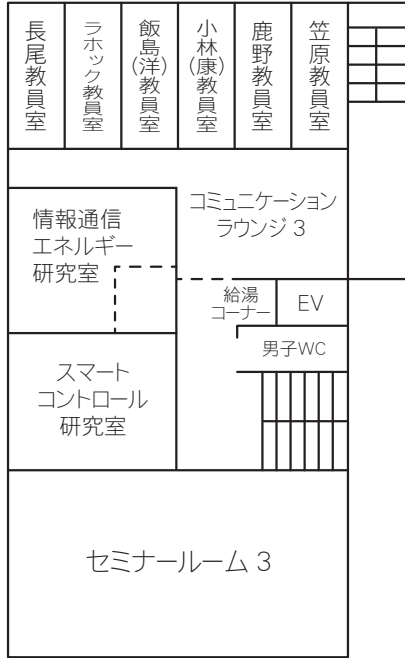 長尾教員室
ラホック教員室
飯島(洋)教員室
小林(康)教員室
鹿野教員室
笠原教員室
コミュニケーション
ラウンジ3
情報通信
エネルギー
研究室
給湯
コーナー
EV
男子WC
スマート
コントロール
研究室
セミナールーム3